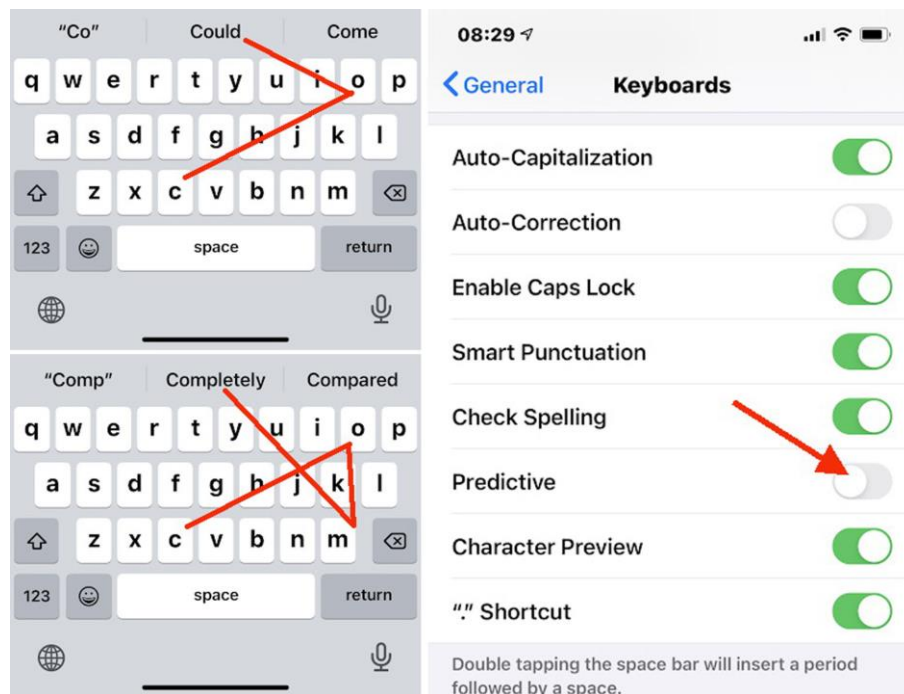 “Co” Could Come
q w e r t y u i o p
a s d f g h j k l
z x c v b n m
123 space return
“Comp” Completely Compared
q w e r t y u i o p
a s d f g h j k l
z x c v b n m
123 space return
08:29
General Keyboards
Auto-Capitalization
Auto-Correction
Enable Caps Lock
Smart Punctuation
Check Spelling
Predictive
Character Preview
“.” Shortcut
Double tapping the space bar will insert a period
followed by a space.